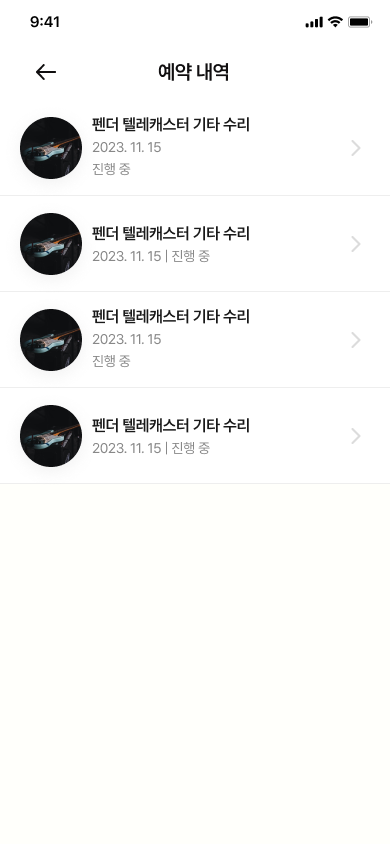 9:41
예약 내역
펜더 텔레캐스터 기타 수리
2023. 11. 15
진행 중
펜더 텔레캐스터 기타 수리
2023. 11. 15 | 진행 중
펜더 텔레캐스터 기타 수리
2023. 11. 15
진행 중
펜더 텔레캐스터 기타 수리
2023. 11. 15 | 진행 중